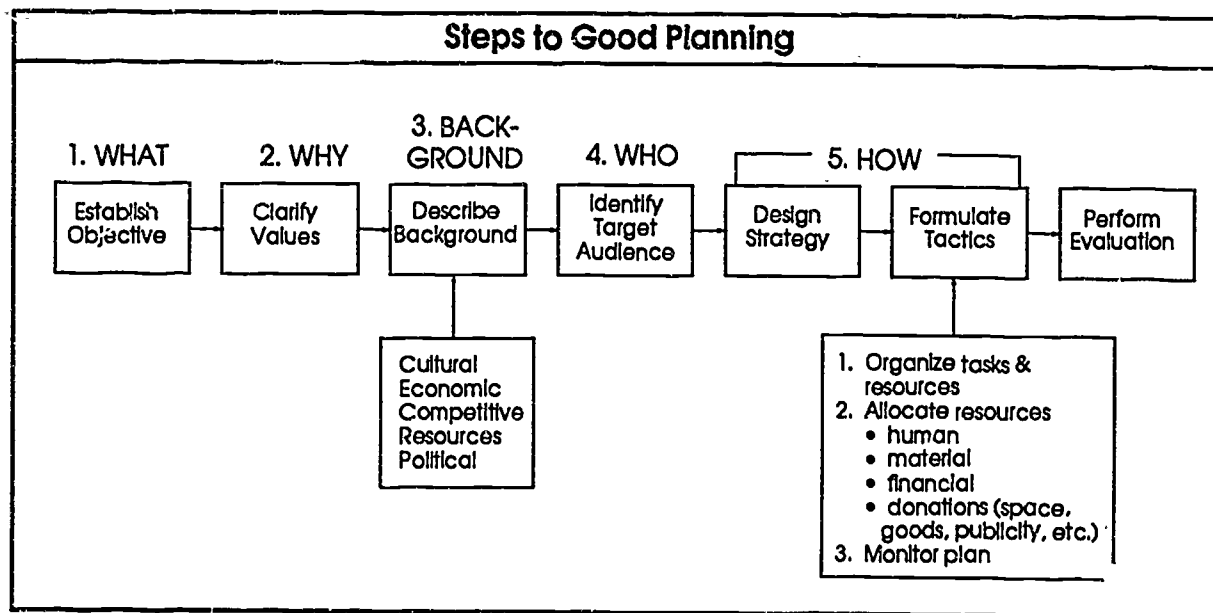 Steps to Good Planning
1. WHAT
2. WHY
3. BACK-
GROUND
4. WHO
5. HOW
Establish
Objective
Clarify
Values
Describe
Background
Identify
Target
Audience
Design
Strategy
Formulate
Tactics
Perform
Evaluation
Cultural
Economic
Competitive
Resources
Political
1. Organize tasks &
resources
2. Allocate resources
• human
• material
• financial
• donations (space,
goods, publicity, etc.)
3. Monitor plan